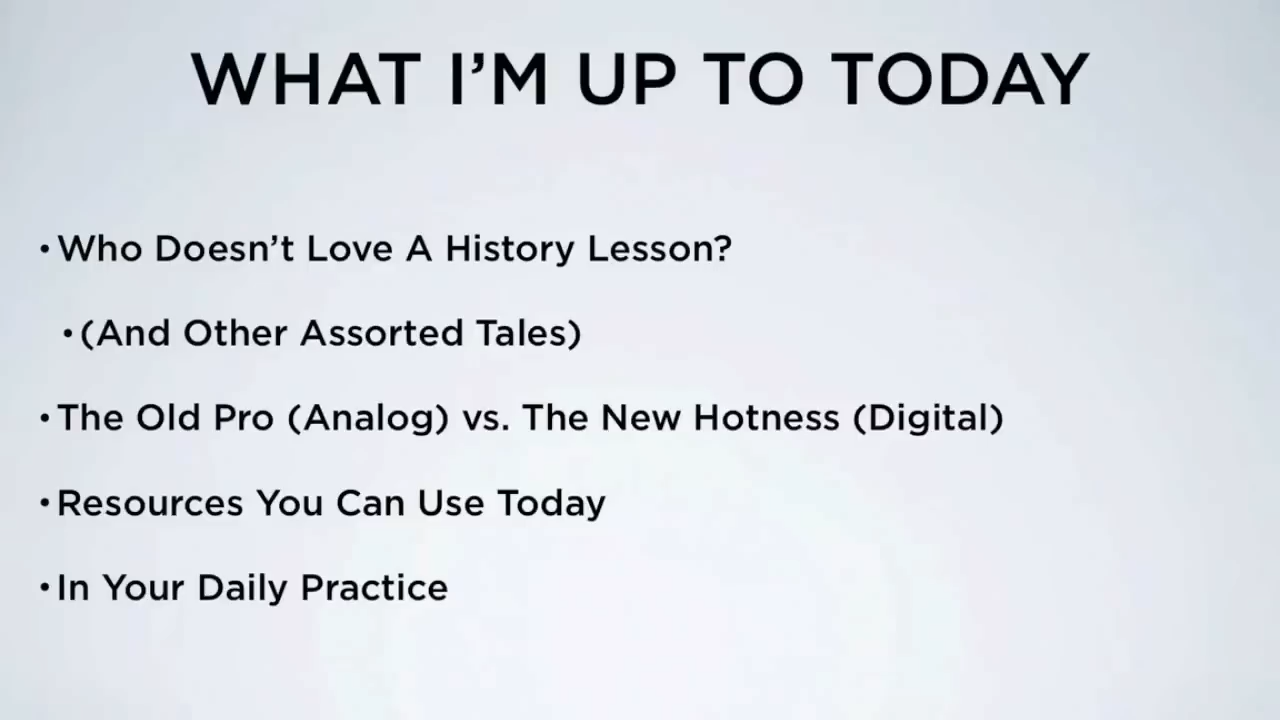 WHAT I’M UP TO TODAY
• Who Doesn’t Love A History Lesson?
• (And Other Assorted Tales)
• The Old Pro (Analog) vs. The New Hotness (Digital)
• Resources You Can Use Today
• In Your Daily Practice